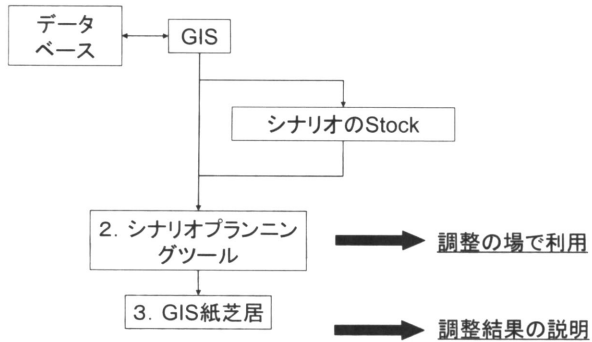 データ
ベース
GIS
シナリオのStock
2. シナリオプランニン
グツール
調整の場で利用
3. GIS紙芝居
調整結果の説明